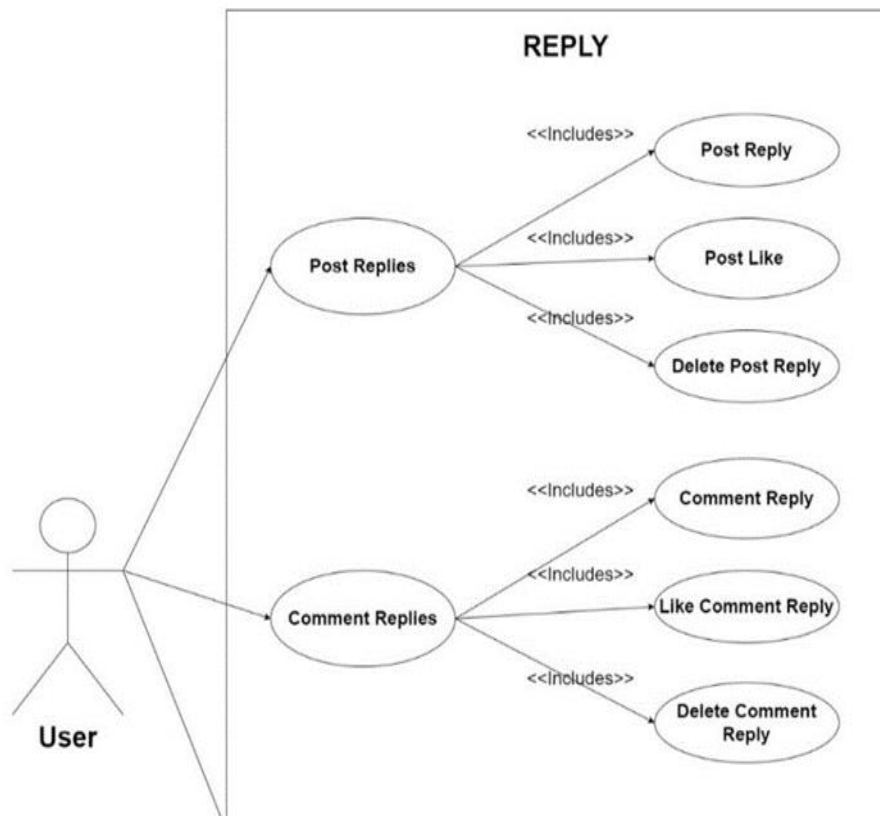 REPLY
<<Includes>>
Post Reply
<<Includes>>
Post Like
Post Replies
<<Includes>>
Delete Post Reply
<<Includes>>
Comment Reply
<<Includes>>
Like Comment Reply
Comment Replies
<<Includes>>
Delete Comment
Reply
User